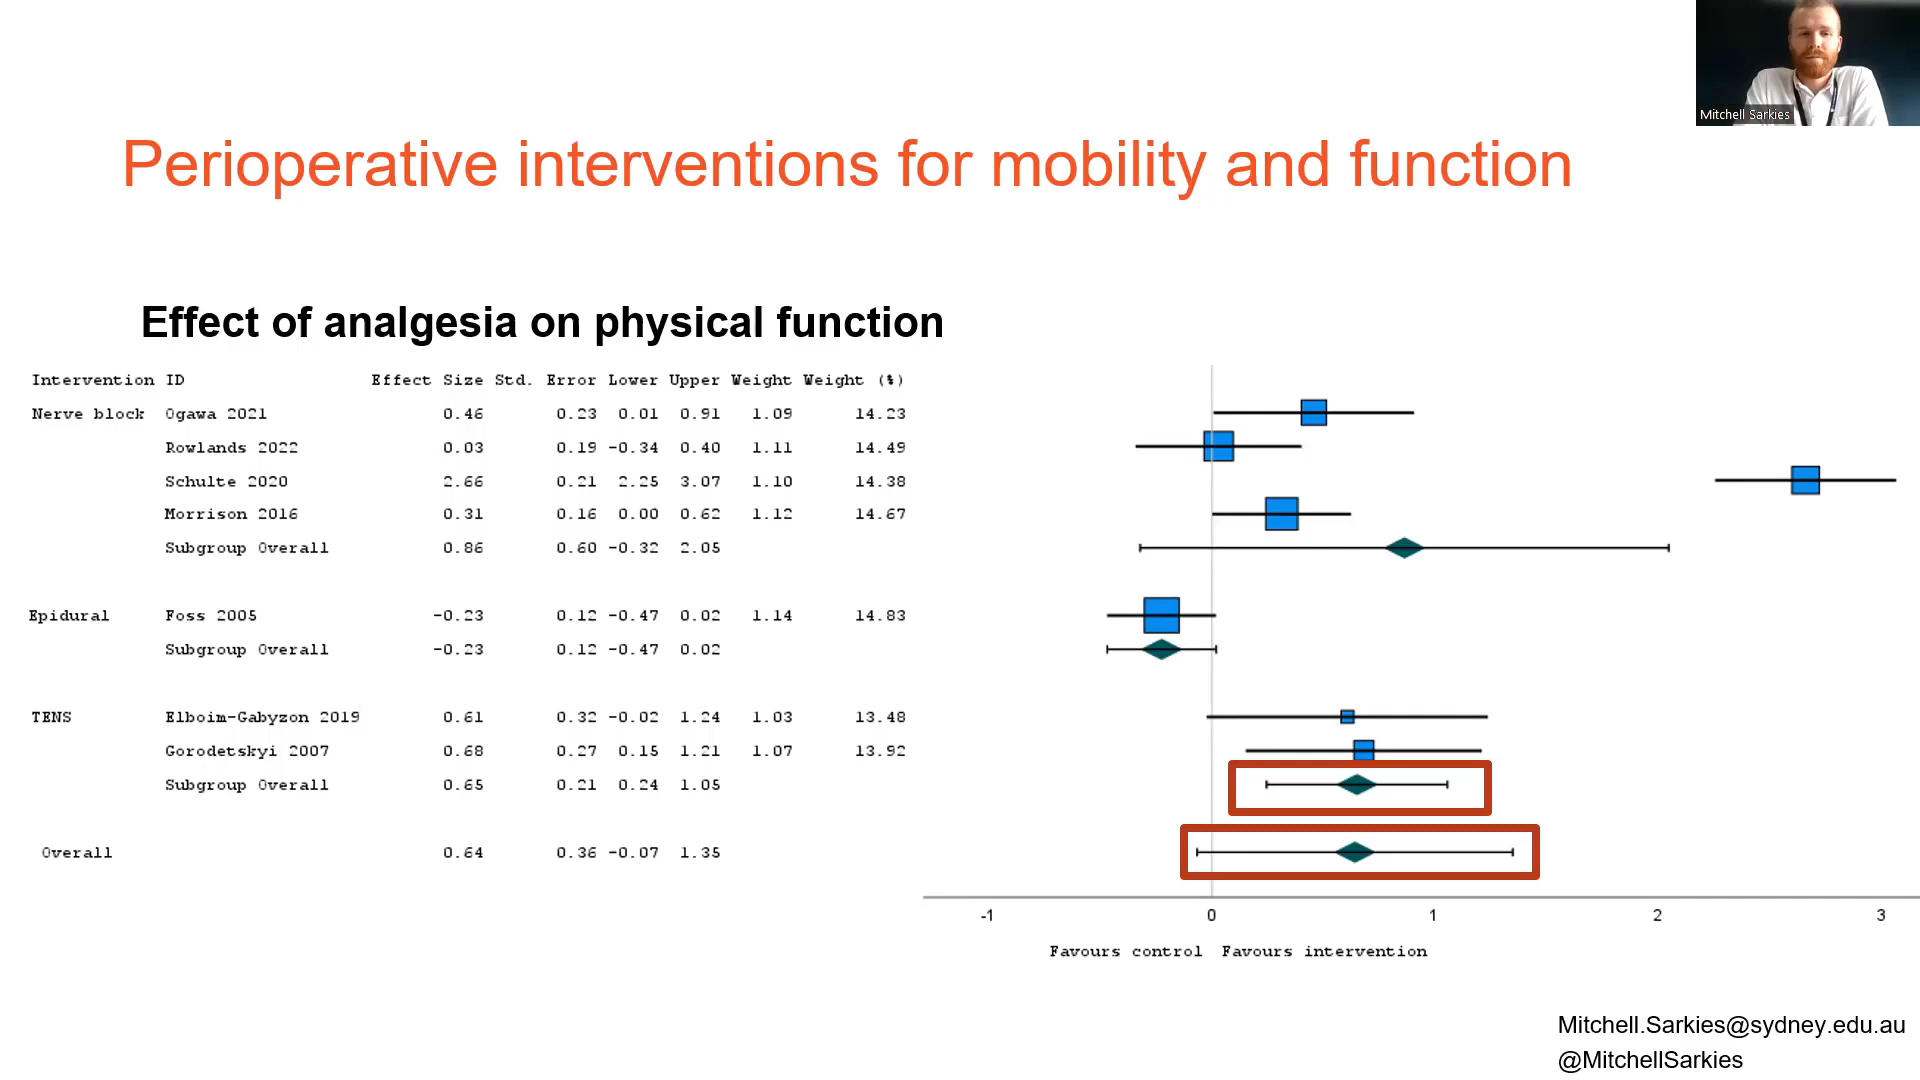 Mitchell Sarkies
Perioperative interventions for mobility and function
Effect of analgesia on physical function
Intervention ID Effect Size Std. Error Lower Upper Weight Weight (%)
Nerve block Ogawa 2021 0.46 0.23 0.01 0.91 1.09 14.23
Rowlands 2022 0.03 0.19 -0.34 0.40 1.11 14.49
Schulte 2020 2.66 0.21 2.25 3.07 1.10 14.38
Morrison 2016 0.31 0.16 0.00 0.62 1.12 14.67
Subgroup Overall 0.86 0.60 -0.32 2.05
Epidural Foss 2005 -0.23 0.12 -0.47 0.02 1.14 14.83
Subgroup Overall -0.23 0.12 -0.47 0.02
TENS Elboim-Gabyzon 2019 0.61 0.32 -0.02 1.24 1.03 13.48
Gorodetskyi 2007 0.68 0.27 0.15 1.21 1.07 13.92
Subgroup Overall 0.65 0.21 0.24 1.05
Overall 0.64 0.36 -0.07 1.35
-1 0 1 2 3
Favours control Favours intervention
Mitchell.Sarkies@sydney.edu.au
@MitchellSarkies